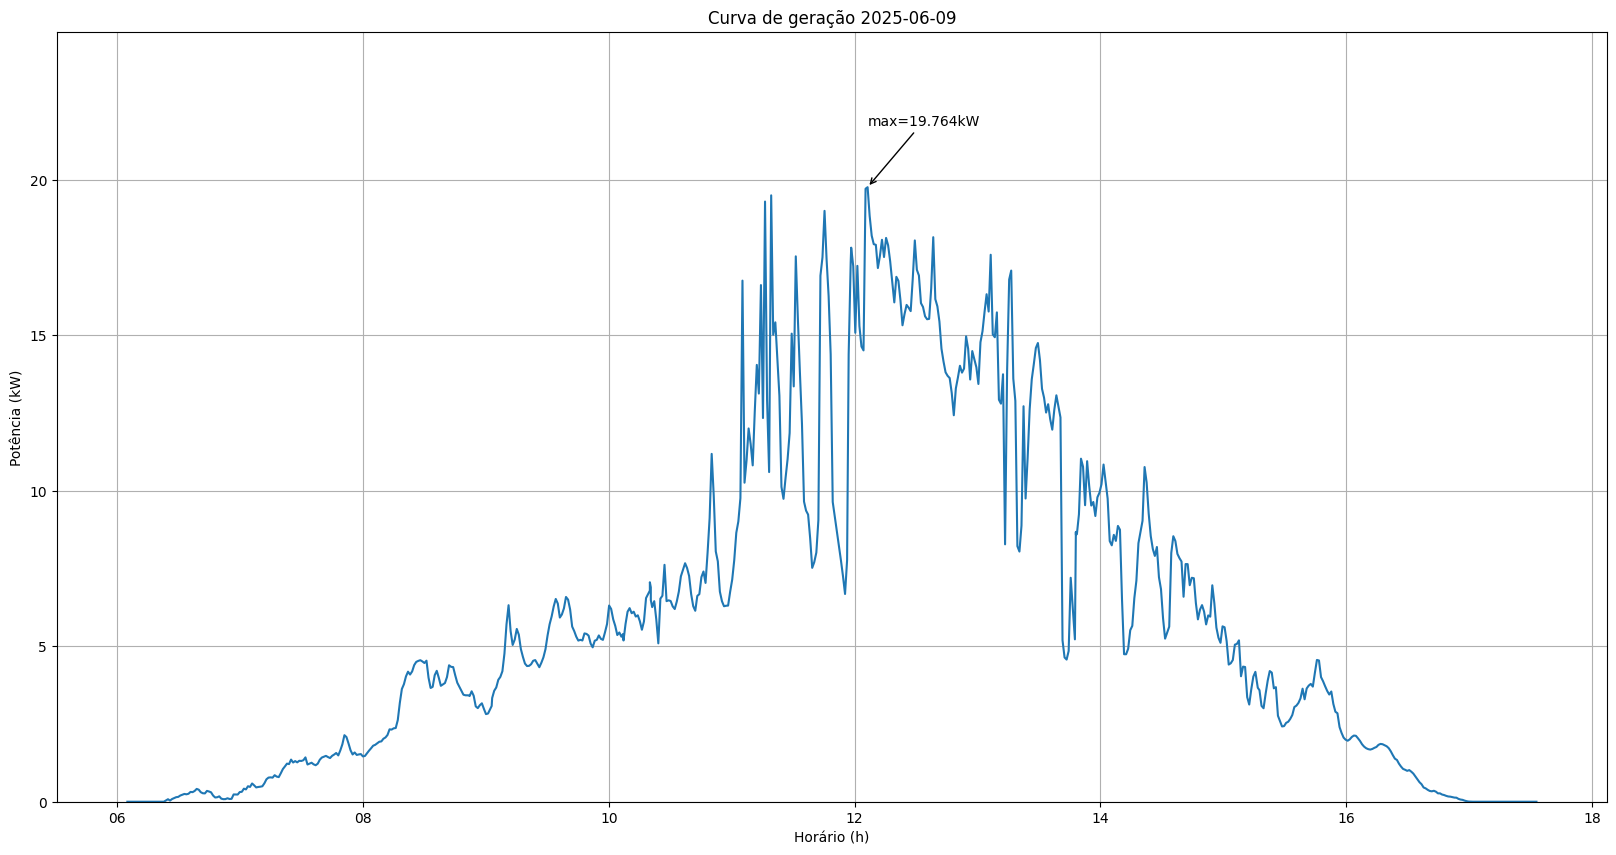 Curva de geração 2025-06-09
max=19.764kW
Potência (kW)
20
15
10
5
0
06 08 10 12 14 16 18
Horário (h)